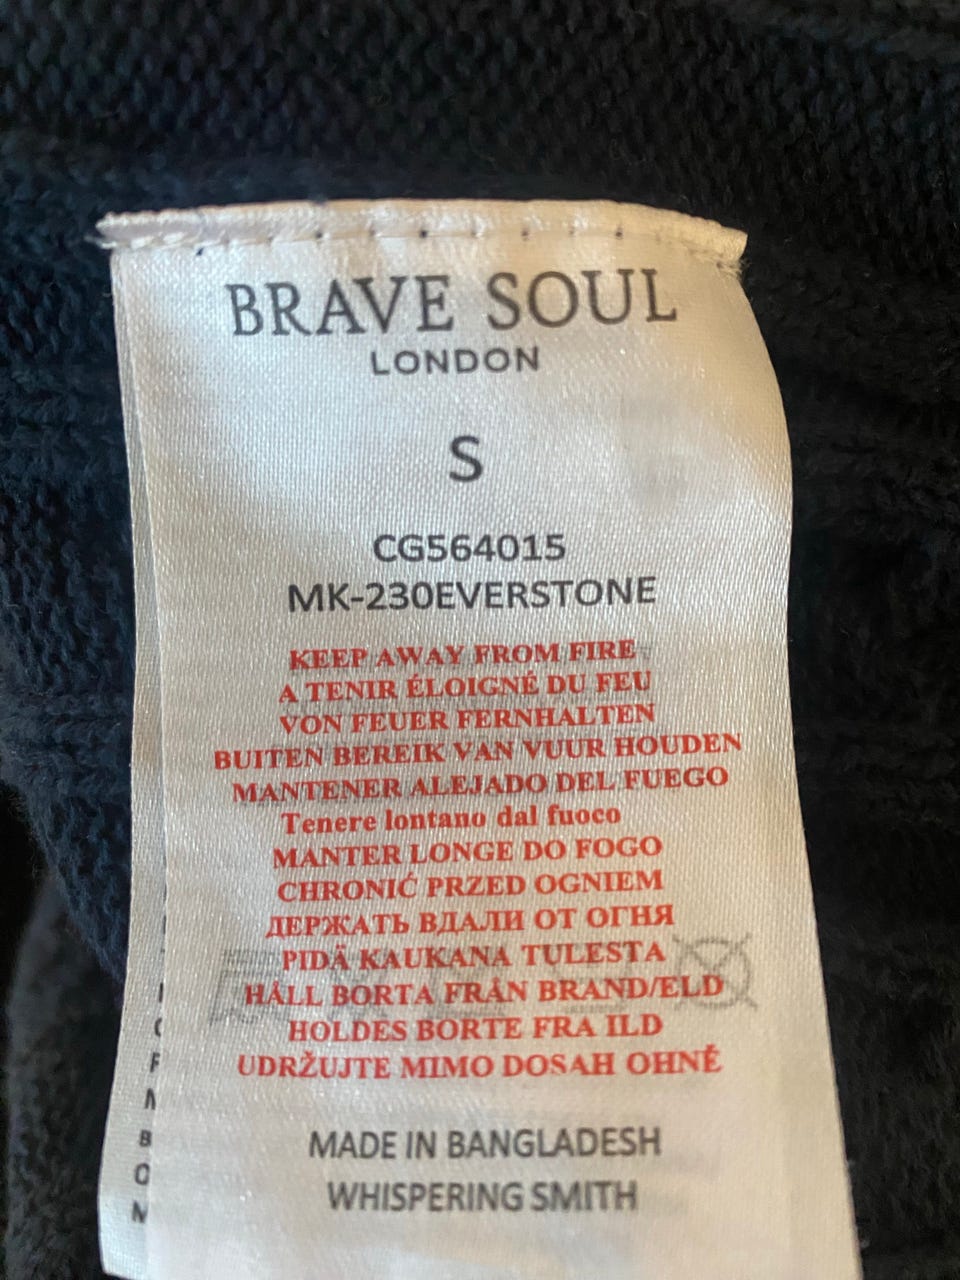 BRAVE SOUL
LONDON
S
CG564015
MK-230EVERSTONE
KEEP AWAY FROM FIRE
A TENIR ÉLOIGNÉ DU FEU
VON FEUER FERNHALTEN
BUITEN BEREIK VAN VUUR HOUDEN
MANTENER ALEJADO DEL FUEGO
Tenere lontano dal fuoco
MANTER LONGE DO FOGO
CHRONIĆ PRZED OGNIEM
ДЕРЖАТЬ ВДАЛИ ОТ ОГНЯ
PIDÄ KAUKANA TULESTA
HÅLL BORTA FRÅN BRAND/ELD
HOLDES BORTE FRA ILD
UDRŽUJTE MIMO DOSAH OHNĚ
MADE IN BANGLADESH
WHISPERING SMITH